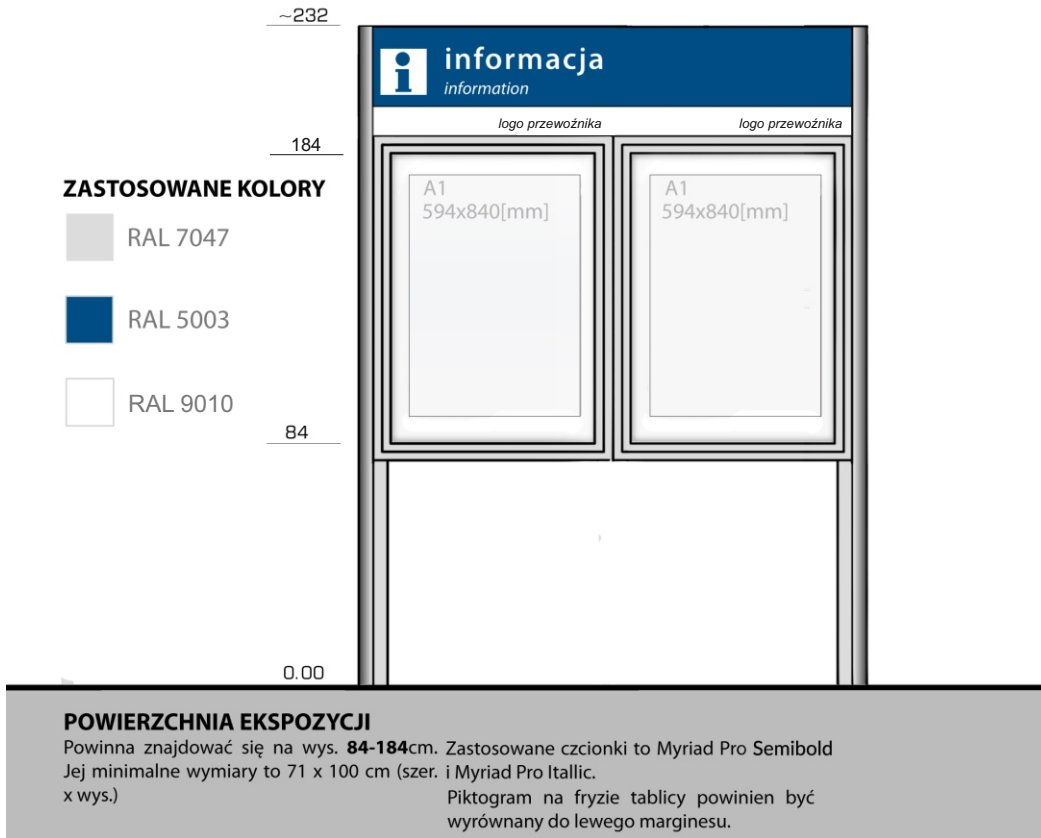 ~232
informacja
information
logo przewoźnika
logo przewoźnika
184
ZASTOSOWANE KOLORY
A1
594x840[mm]
A1
594x840[mm]
RAL 7047
RAL 5003
RAL 9010
84
0.00
POWIERZCHNIA EKSPOZYCJI
Powinna znajdować się na wys. 84-184cm.
Jej minimalne wymiary to 71 x 100 cm (szer.
x wys.)
Zastosowane czcionki to Myriad Pro Semibold
i Myriad Pro Itallic.
Piktogram na fryzie tablicy powinien być
wyrównany do lewego marginesu.